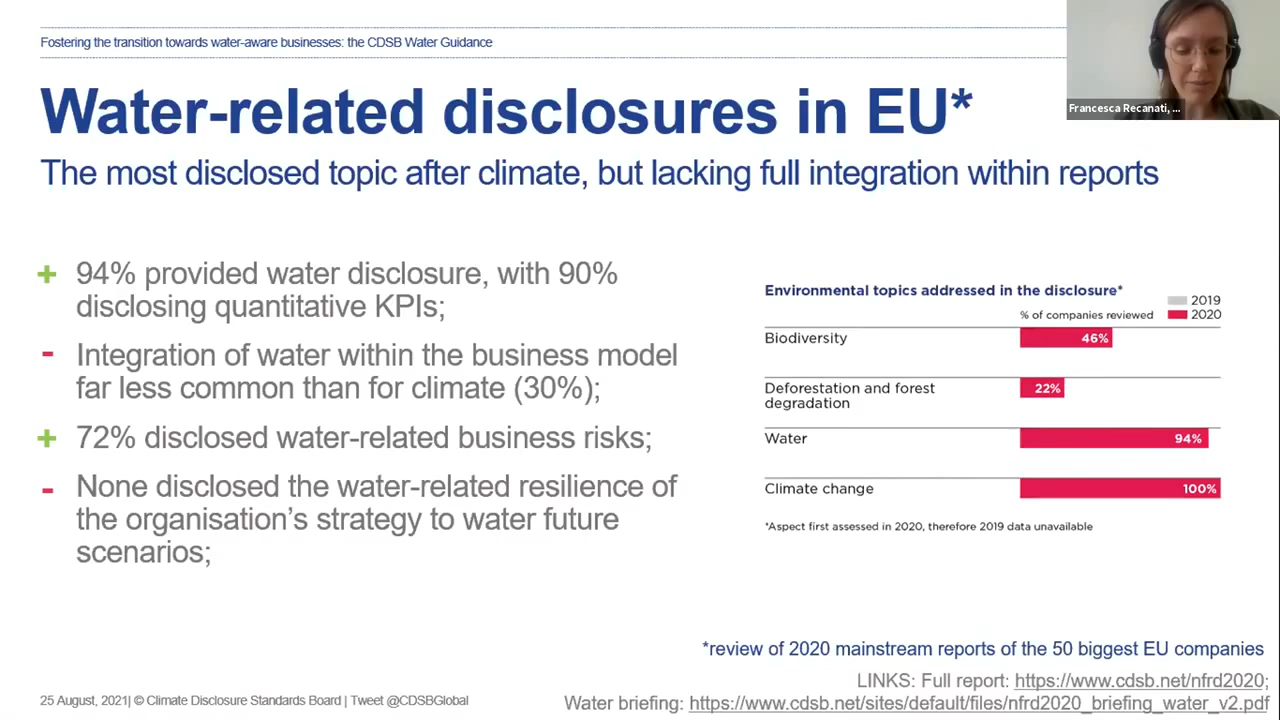 Fostering the transition towards water-aware businesses: the CDSB Water Guidance
Francesca Recanati, ...
Water-related disclosures in EU*
The most disclosed topic after climate, but lacking full integration within reports
+ 94% provided water disclosure, with 90%
disclosing quantitative KPIs;
- Integration of water within the business model
far less common than for climate (30%);
+ 72% disclosed water-related business risks;
- None disclosed the water-related resilience of
the organisation's strategy to water future
scenarios;
Environmental topics addressed in the disclosure*
% of companies reviewed
2019
2020
Biodiversity 46%
Deforestation and forest
degradation
22%
Water 94%
Climate change 100%
*Aspect first assessed in 2020, therefore 2019 data unavailable
*review of 2020 mainstream reports of the 50 biggest EU companies
LINKS: Full report: https://www.cdsb.net/nfrd2020;
Water briefing: https://www.cdsb.net/sites/default/files/nfrd2020_briefing_water_v2.pdf
25 August, 2021| © Climate Disclosure Standards Board | Tweet @CDSBGlobal